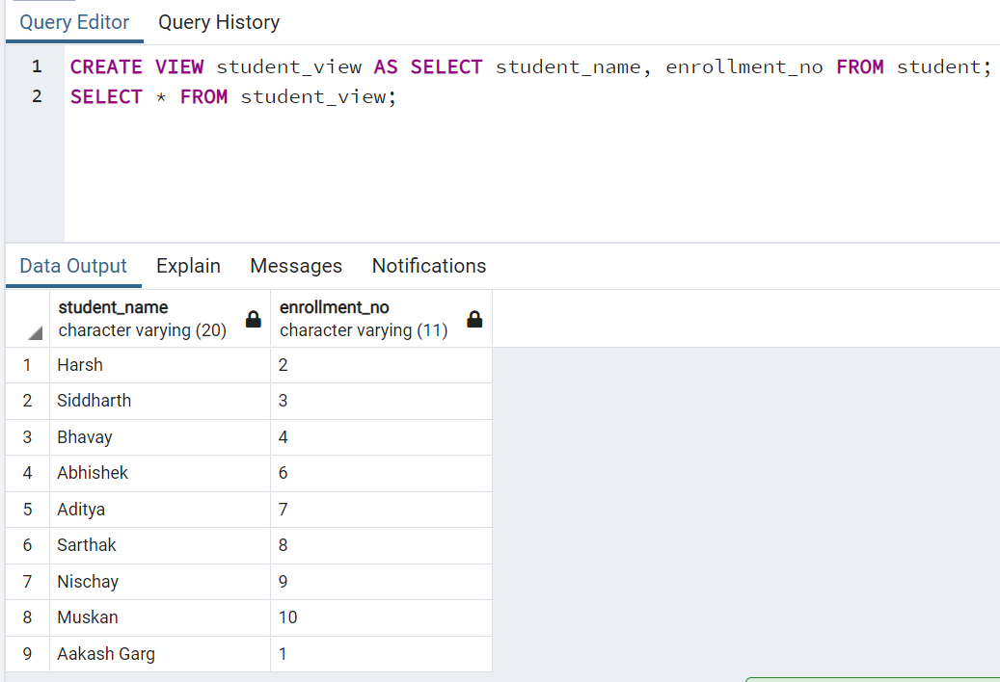 Query Editor Query History
1 CREATE VIEW student_view AS SELECT student_name, enrollment_no FROM student;
2 SELECT * FROM student_view;
Data Output Explain Messages Notifications
student_name enrollment_no
character varying (20) character varying (11)
1 Harsh 2
2 Siddharth 3
3 Bhavay 4
4 Abhishek 6
5 Aditya 7
6 Sarthak 8
7 Nischay 9
8 Muskan 10
9 Aakash Garg 1